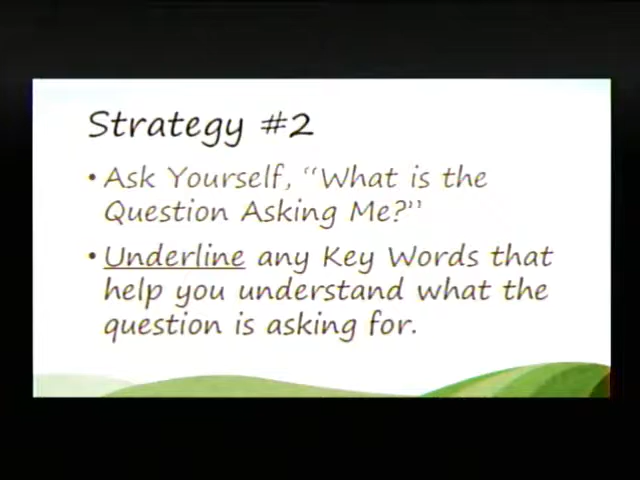 Strategy #2
• Ask Yourself, “What is the
Question Asking Me?”
• Underline any Key Words that
help you understand what the
question is asking for.